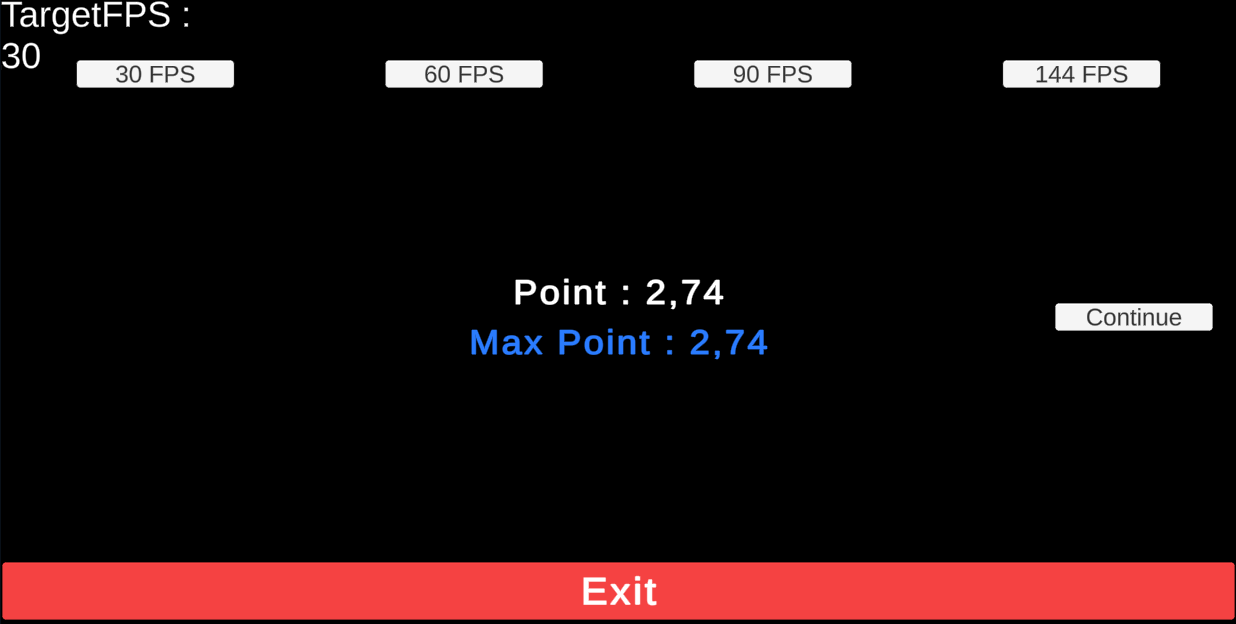 TargetFPS :
30
30 FPS
60 FPS
90 FPS
144 FPS
Point : 2,74
Max Point : 2,74
Continue
Exit